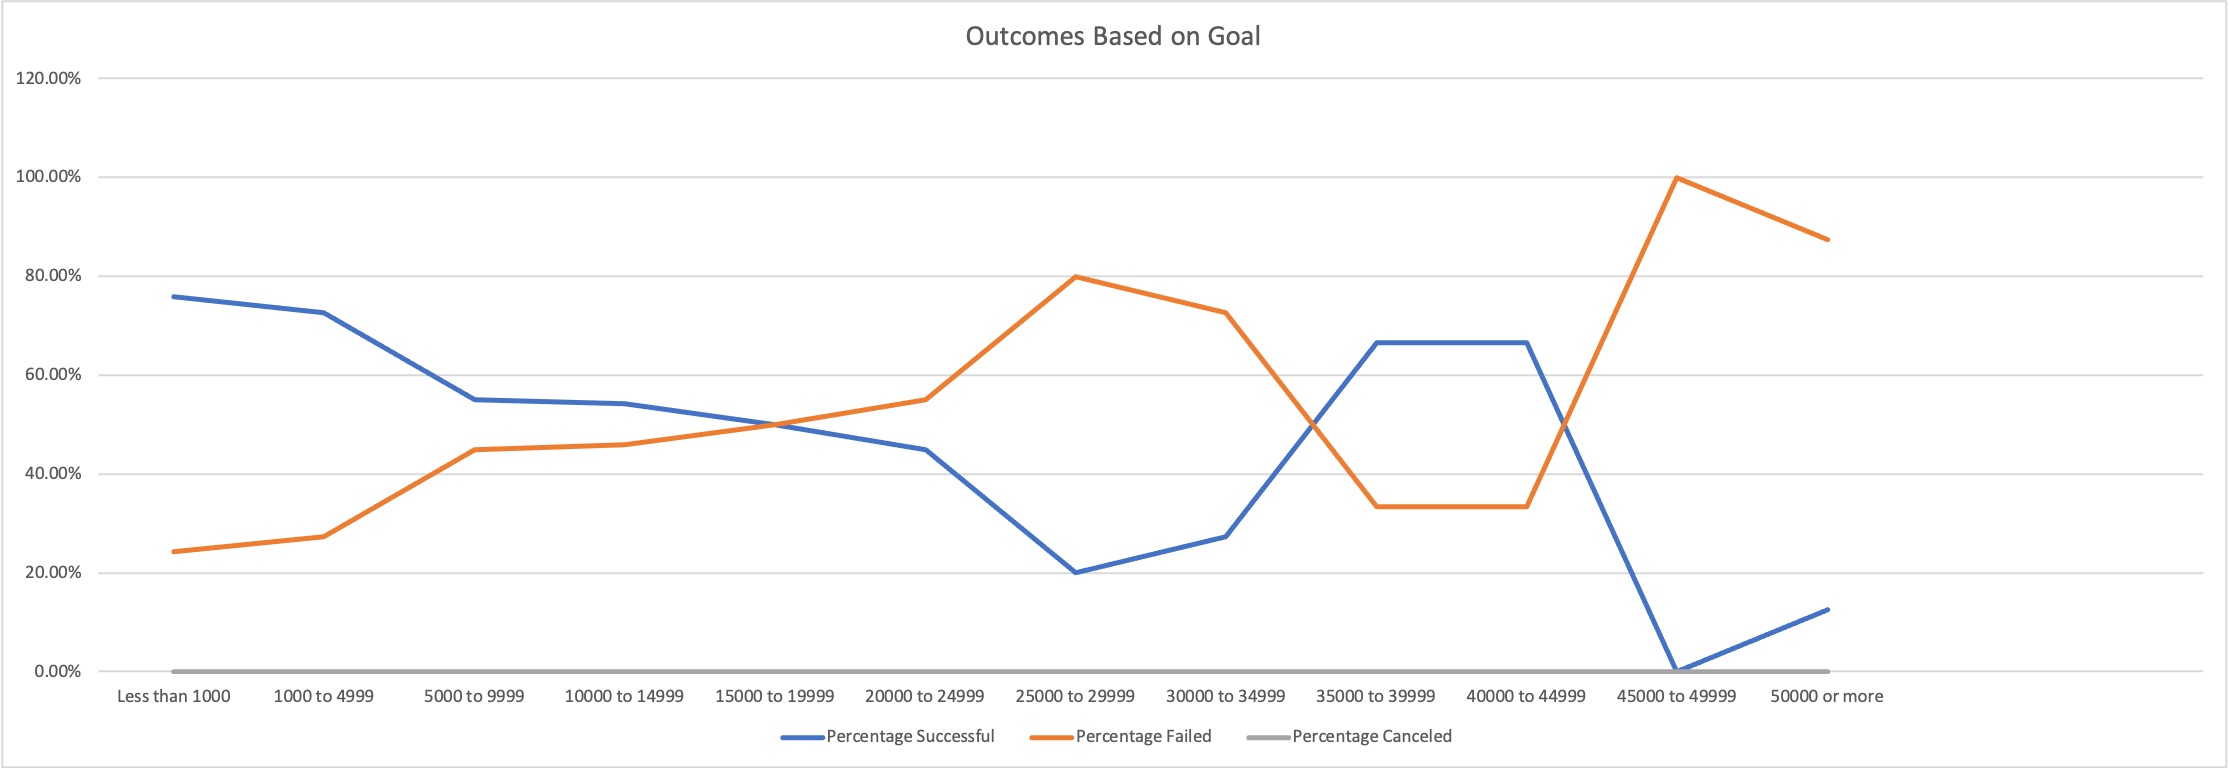 Outcomes Based on Goal
120.00%
100.00%
80.00%
60.00%
40.00%
20.00%
0.00%
Less than 1000 1000 to 4999 5000 to 9999 10000 to 14999 15000 to 19999 20000 to 24999 25000 to 29999 30000 to 34999 35000 to 39999 40000 to 44999 45000 to 49999 50000 or more
Percentage Successful Percentage Failed Percentage Canceled